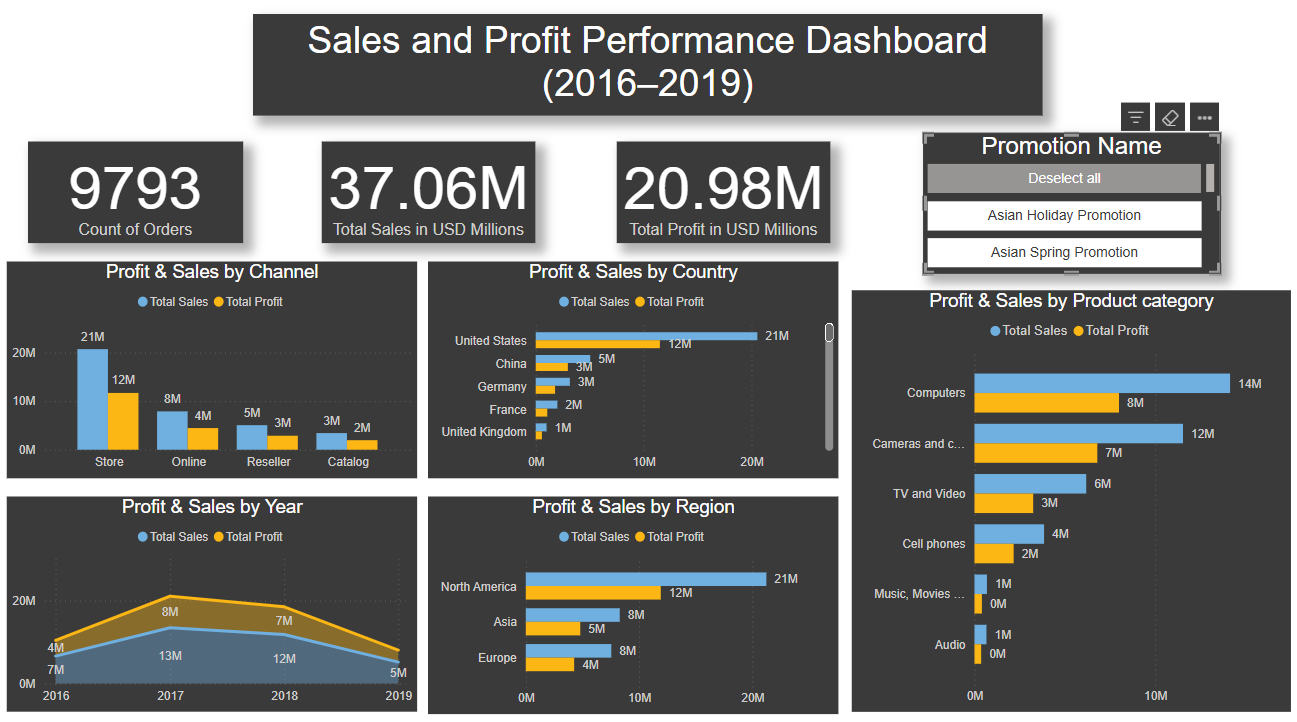 Sales and Profit Performance Dashboard
(2016–2019)
9793
Count of Orders
37.06M
Total Sales in USD Millions
20.98M
Total Profit in USD Millions
Promotion Name
Deselect all
Asian Holiday Promotion
Asian Spring Promotion
Profit & Sales by Channel
Total Sales Total Profit
20M
10M
0M
21M
12M
8M
4M
5M
3M
3M
2M
Store Online Reseller Catalog
Profit & Sales by Country
Total Sales Total Profit
United States 21M
12M
China 5M
3M
Germany 3M
France 2M
United Kingdom 1M
0M 10M 20M
Profit & Sales by Product category
Total Sales Total Profit
Computers 14M
8M
Cameras and c... 12M
7M
TV and Video 6M
3M
Cell phones 4M
2M
Music, Movies ... 1M
0M
Audio 1M
0M
0M 10M
Profit & Sales by Year
Total Sales Total Profit
20M
0M
4M
7M
8M
13M
7M
12M
5M
2016 2017 2018 2019
Profit & Sales by Region
Total Sales Total Profit
North America 21M
12M
Asia 8M
5M
Europe 8M
4M
0M 10M 20M